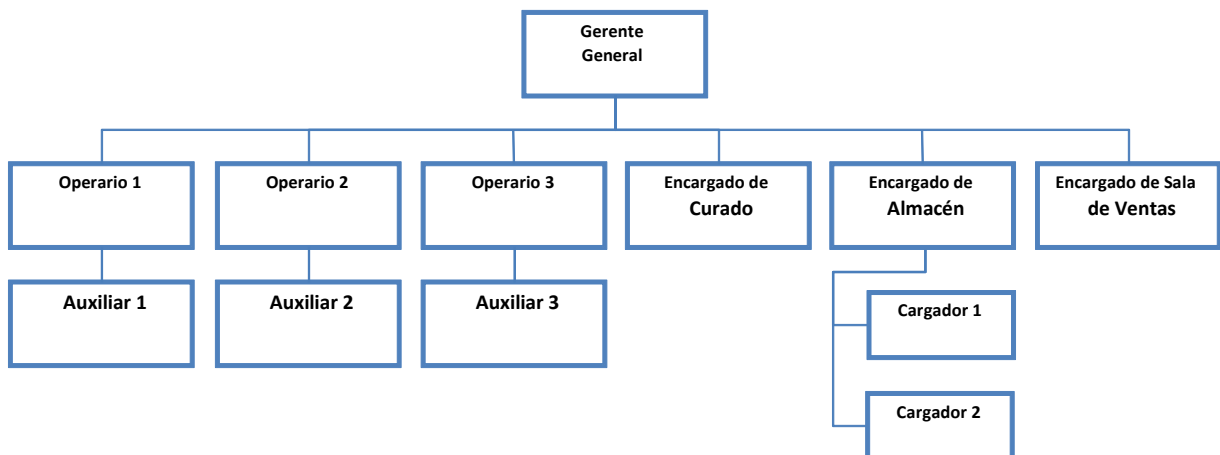 Gerente
General
Operario 1
Operario 2
Operario 3
Encargado de
Curado
Encargado de
Almacén
Encargado de Sala
de Ventas
Auxiliar 1
Auxiliar 2
Auxiliar 3
Cargador 1
Cargador 2